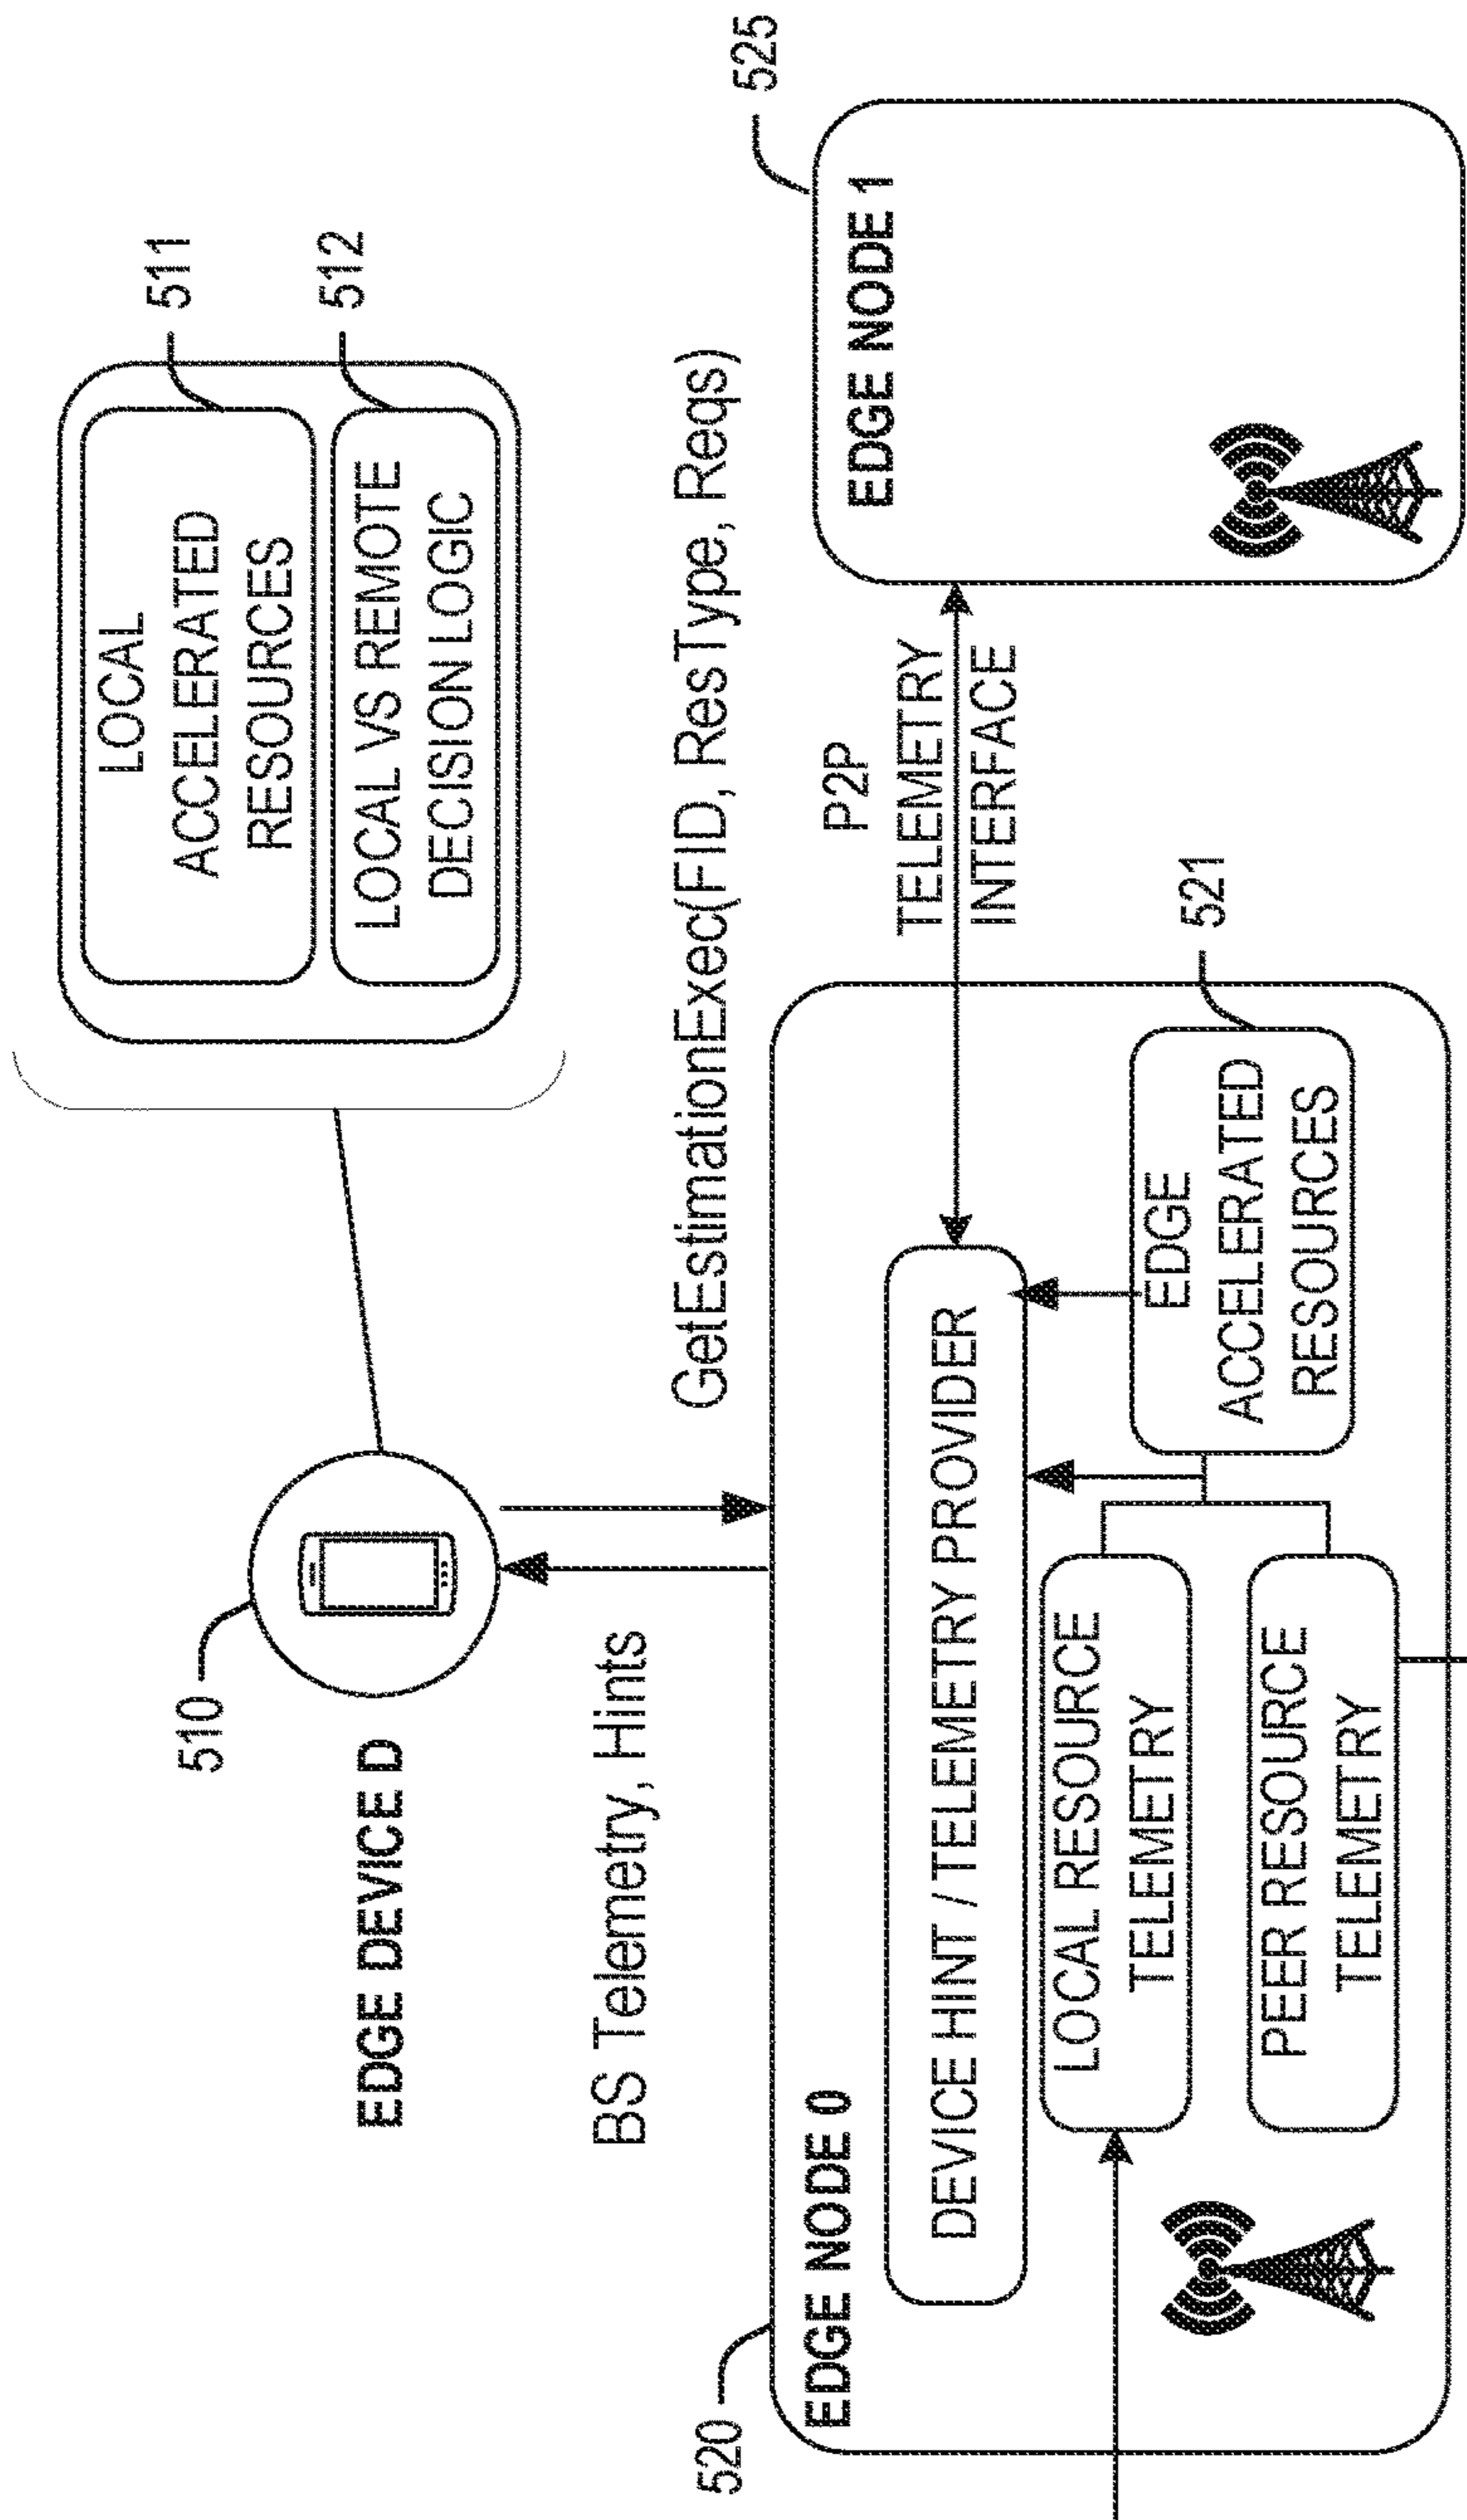 510
EDGE DEVICE D
LOCAL
ACCELERATED
RESOURCES
511
LOCAL VS REMOTE
DECISION LOGIC
512
BS Telemetry, Hints
GetEstimationExec(FID, ResType, Reqs)
520
EDGE NODE 0
DEVICE HINT / TELEMETRY PROVIDER
LOCAL RESOURCE
TELEMETRY
PEER RESOURCE
TELEMETRY
EDGE
ACCELERATED
RESOURCES
521
P2P
TELEMETRY
INTERFACE
525
EDGE NODE 1